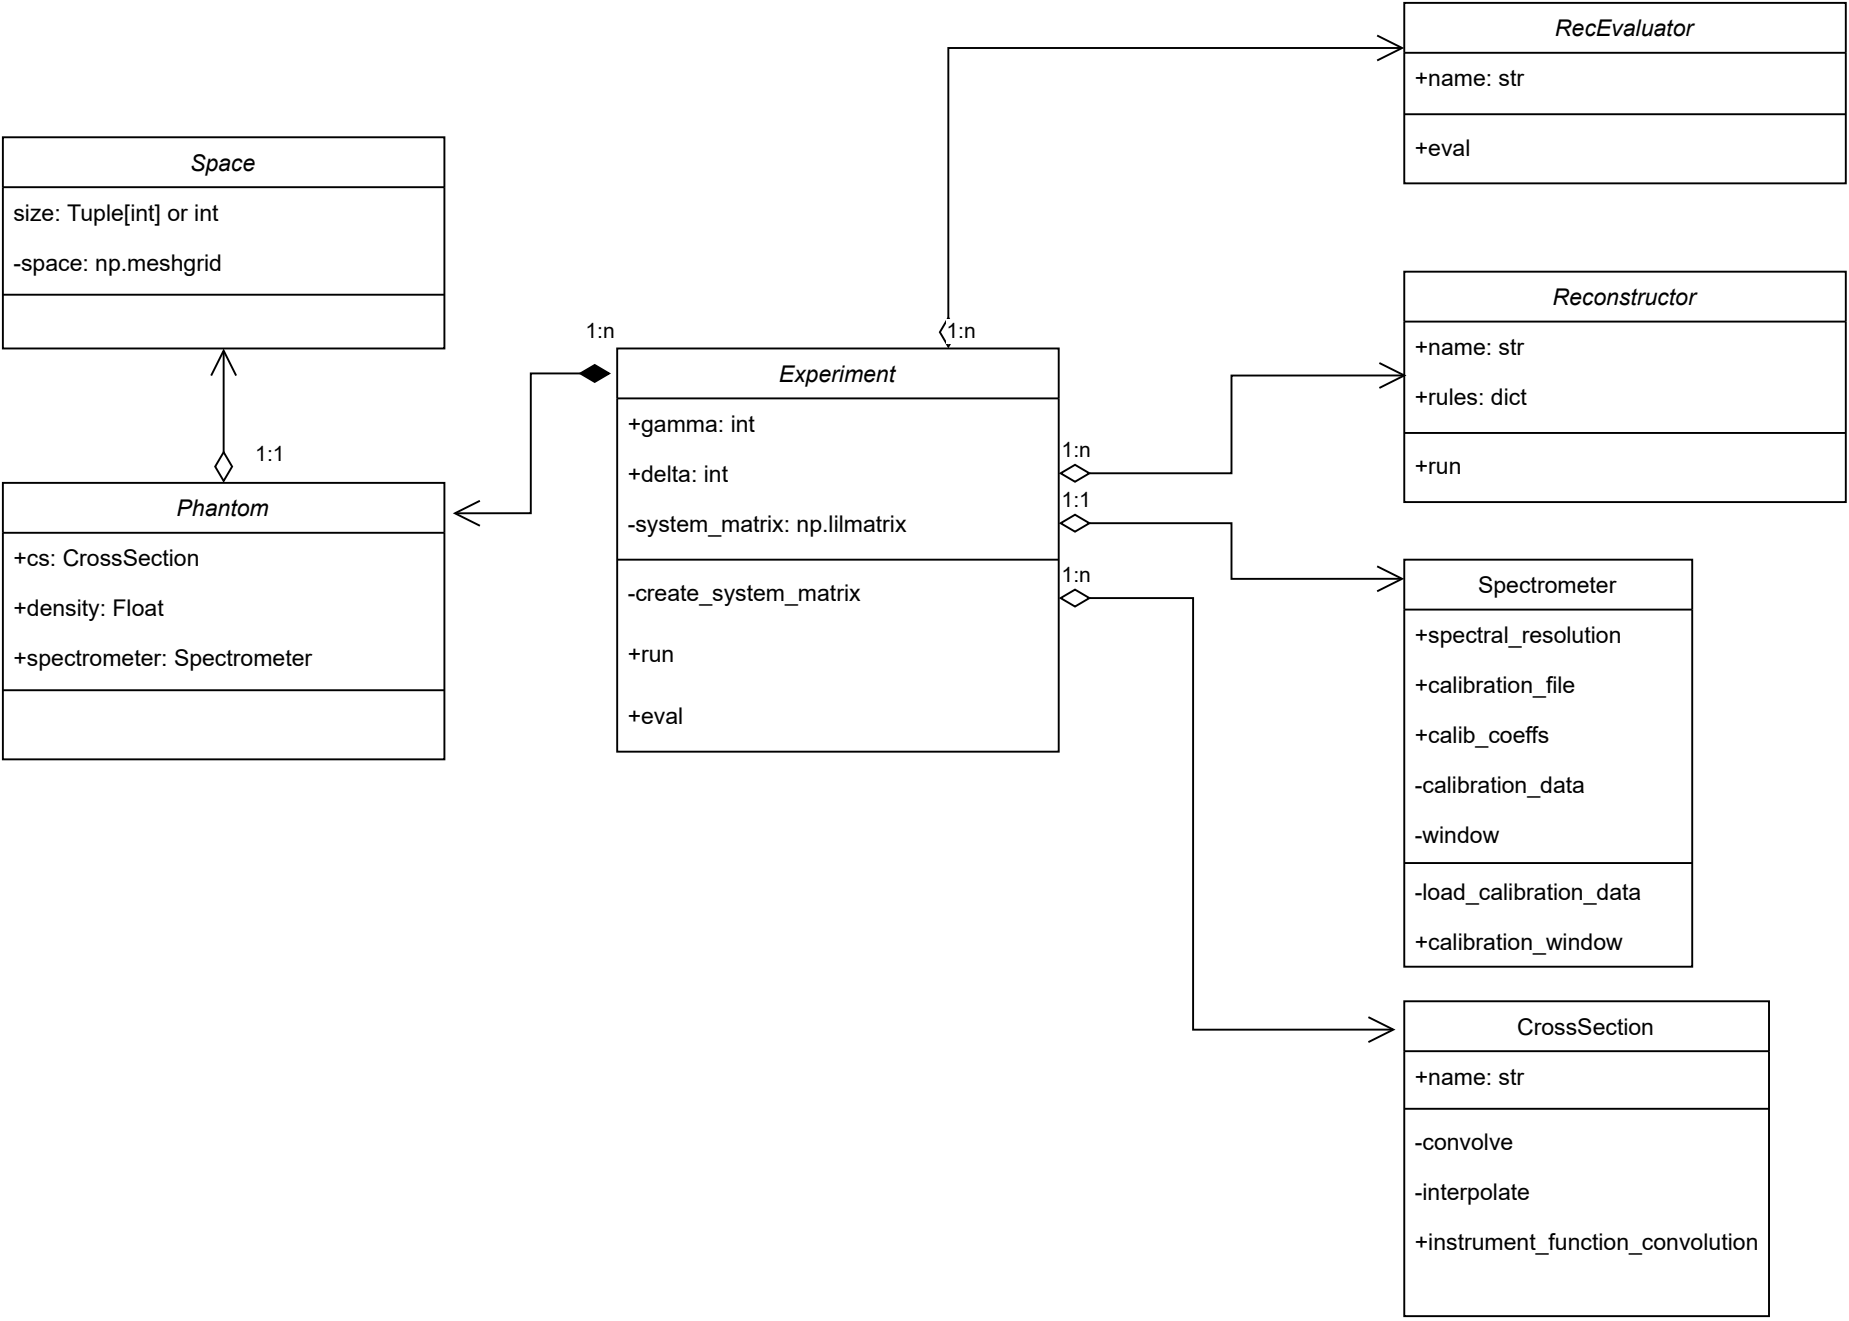 RecEvaluator
+name: str
+eval
Space
size: Tuple[int] or int
-space: np.meshgrid
1:1
Phantom
+cs: CrossSection
+density: Float
+spectrometer: Spectrometer
1:n
1:n
Experiment
+gamma: int
+delta: int
-system_matrix: np.lilmatrix
-create_system_matrix
+run
+eval
1:n
1:1
1:n
Reconstructor
+name: str
+rules: dict
+run
Spectrometer
+spectral_resolution
+calibration_file
+calib_coeffs
-calibration_data
-window
-load_calibration_data
+calibration_window
CrossSection
+name: str
-convolve
-interpolate
+instrument_function_convolution